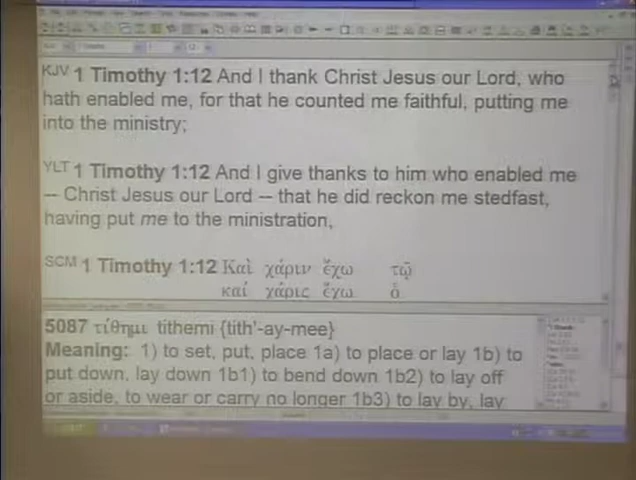 KJV 1 Timothy 1:12 And I thank Christ Jesus our Lord, who
hath enabled me, for that he counted me faithful, putting me
into the ministry;
YLT 1 Timothy 1:12 And I give thanks to him who enabled me
-- Christ Jesus our Lord -- that he did reckon me stedfast,
having put me to the ministration,
SCM 1 Timothy 1:12 Καὶ χάριν ἔχω τῷ
καί χάρις ἔχω ὁ
5087 τίθημι tithemi {tith'-ay-mee}
Meaning: 1) to set, put, place 1a) to place or lay 1b) to
put down, lay down 1b1) to bend down 1b2) to lay off
or aside, to wear or carry no longer 1b3) to lay by, lay